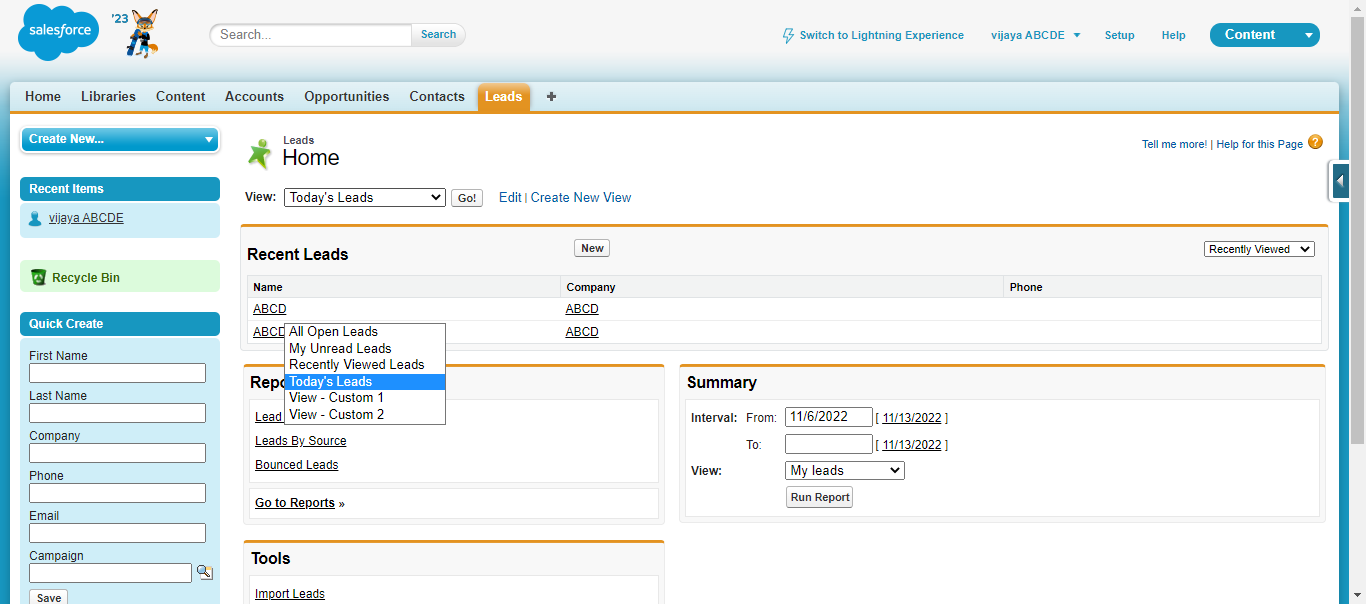 salesforce
'23
Search...
Search
Switch to Lightning Experience
vijaya ABCDE
Setup
Help
Content
Home Libraries Content Accounts Opportunities Contacts Leads +
Create New...
Recent Items
vijaya ABCDE
Recycle Bin
Quick Create
First Name
Last Name
Company
Phone
Email
Campaign
Save
Leads
Home
Tell me more! | Help for this Page ?
View: Today's Leads Go! Edit | Create New View
Recent Leads New Recently Viewed
Name Company Phone
ABCD ABCD
ABCD ABCD
All Open Leads
My Unread Leads
Recently Viewed Leads
Today's Leads
View - Custom 1
View - Custom 2
Repo
Lead
Leads By Source
Bounced Leads
Go to Reports »
Summary
Interval: From: 11/6/2022 [ 11/13/2022 ]
To: [ 11/13/2022 ]
View: My leads
Run Report
Tools
Import Leads